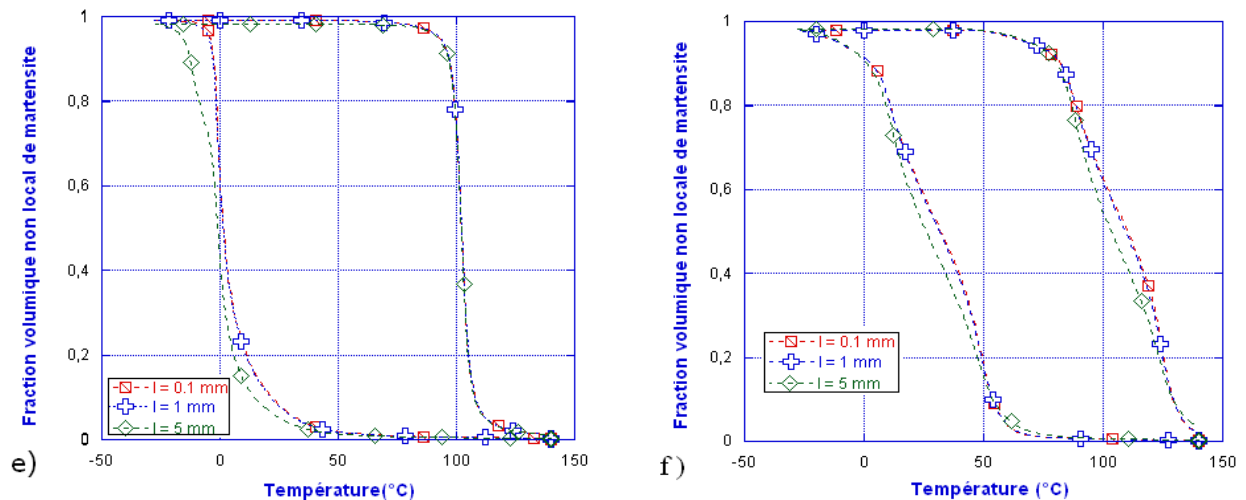 Fraction volumique non local de martensite
1
0,8
0,6
0,4
0,2
0
l = 0.1 mm
l = 1 mm
l = 5 mm
-50
0
50
100
150
Température(°C)
e)
Fraction volumique non locale de martensite
1
0,8
0,6
0,4
0,2
0
l = 0.1 mm
l = 1 mm
l = 5 mm
-50
0
50
100
150
Température (°C)
f)